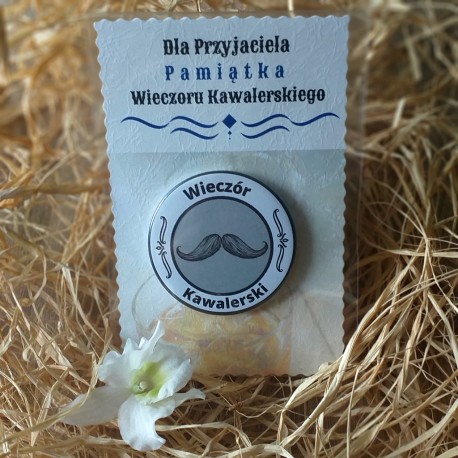 Dla Przyjaciela
Pamiątka
Wieczoru Kawalerskiego
Wieczór
Kawalerski